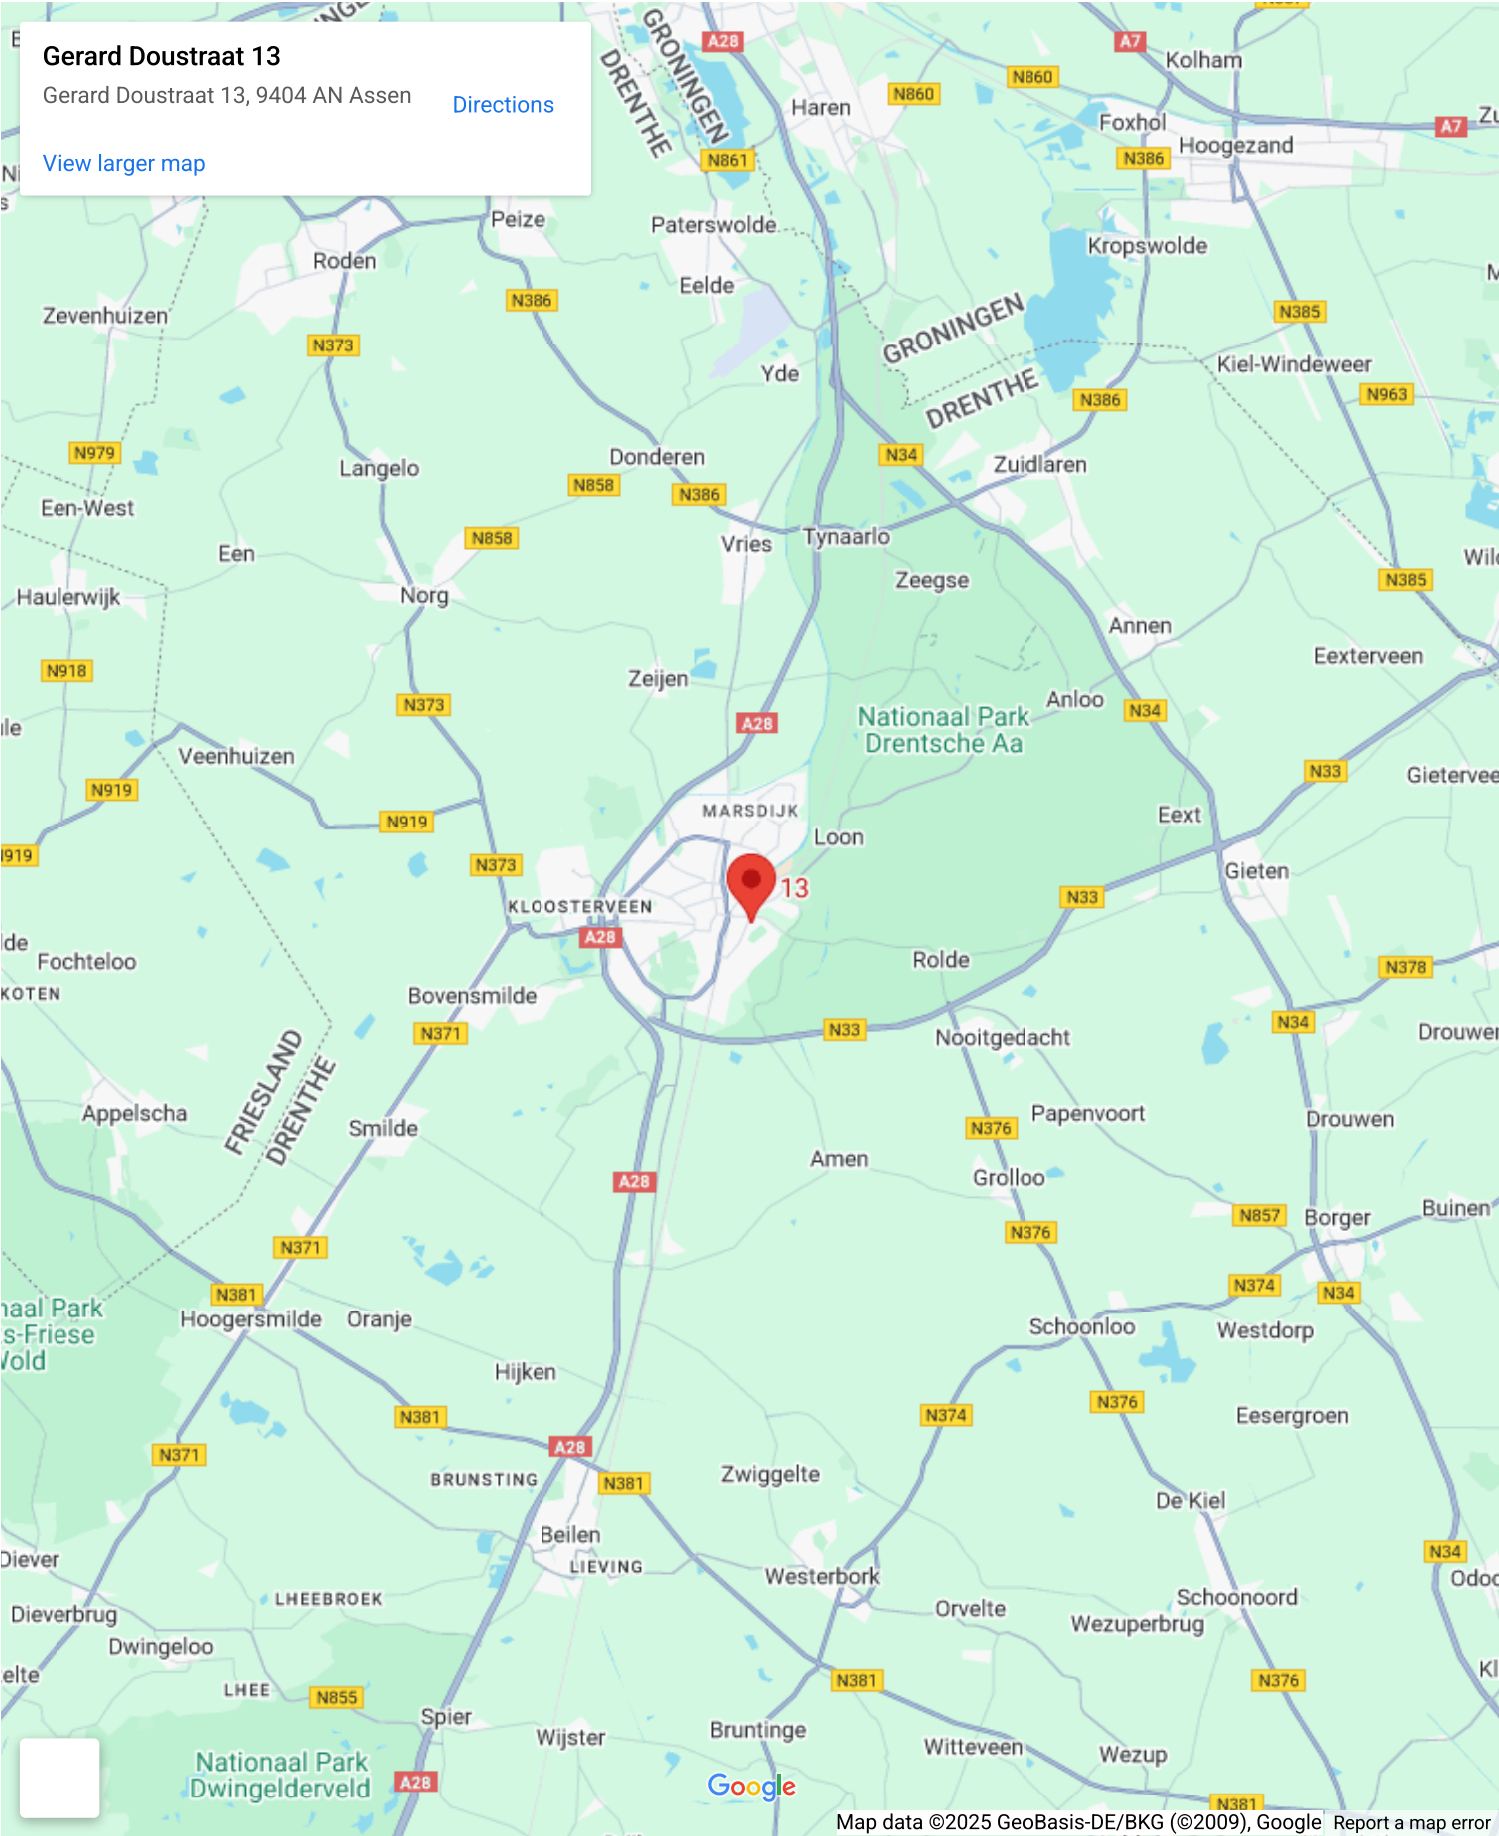 Gerard Doustraat 13
Gerard Doustraat 13, 9404 AN Assen
Directions
View larger map
A28
A7
Kolham
GRONINGEN
DRENTHE
N860
N860
Haren
Foxhol
A7
Hoogezand
N861
N386
Peize
Paterswolde
Kropswolde
Roden
Eelde
N386
Zevenhuizen
N385
GRONINGEN
N373
Yde
Kiel-Windeweer
DRENTHE
N963
N386
N979
Donderen
N34
Langelo
Zuidlaren
N858
N386
Een-West
N858
Vries
Tynaarlo
Een
Zeegse
N385
Haulerwijk
Norg
Annen
Eexterveen
N918
Zeijen
Anloo
N373
Nationaal Park
Drentsche Aa
N34
A28
Veenhuizen
N33
N919
MARSDIJK
N919
Eext
Loon
N373
Gieten
13
N33
KLOOSTERVEEN
A28
Fochteloo
Rolde
N378
Bovensmilde
N34
N371
N33
Nooitgedacht
FRIESLAND
DRENTHE
Appelscha
Smilde
N376
Papenvoort
Drouwen
Amen
A28
Grolloo
N857
Borger
Buinen
N376
N371
N381
N374
N34
Hoogersmilde
Oranje
Schoonloo
Westdorp
Hijken
N376
N381
N374
Eesergroen
A28
N371
BRUNSTING
N381
Zwiggelte
De Kiel
Beilen
Diever
LIEVING
N34
Westerbork
LHEEBROEK
Schoonoord
Dieverbrug
Orvelte
Wezuperbrug
Dwingeloo
N381
N376
LHEE
N855
Spier
Wijster
Bruntinge
Witteveen
Wezup
Nationaal Park
Dwingelderveld
A28
Google
N381
Map data ©2025 GeoBasis-DE/BKG (©2009), Google
Report a map error